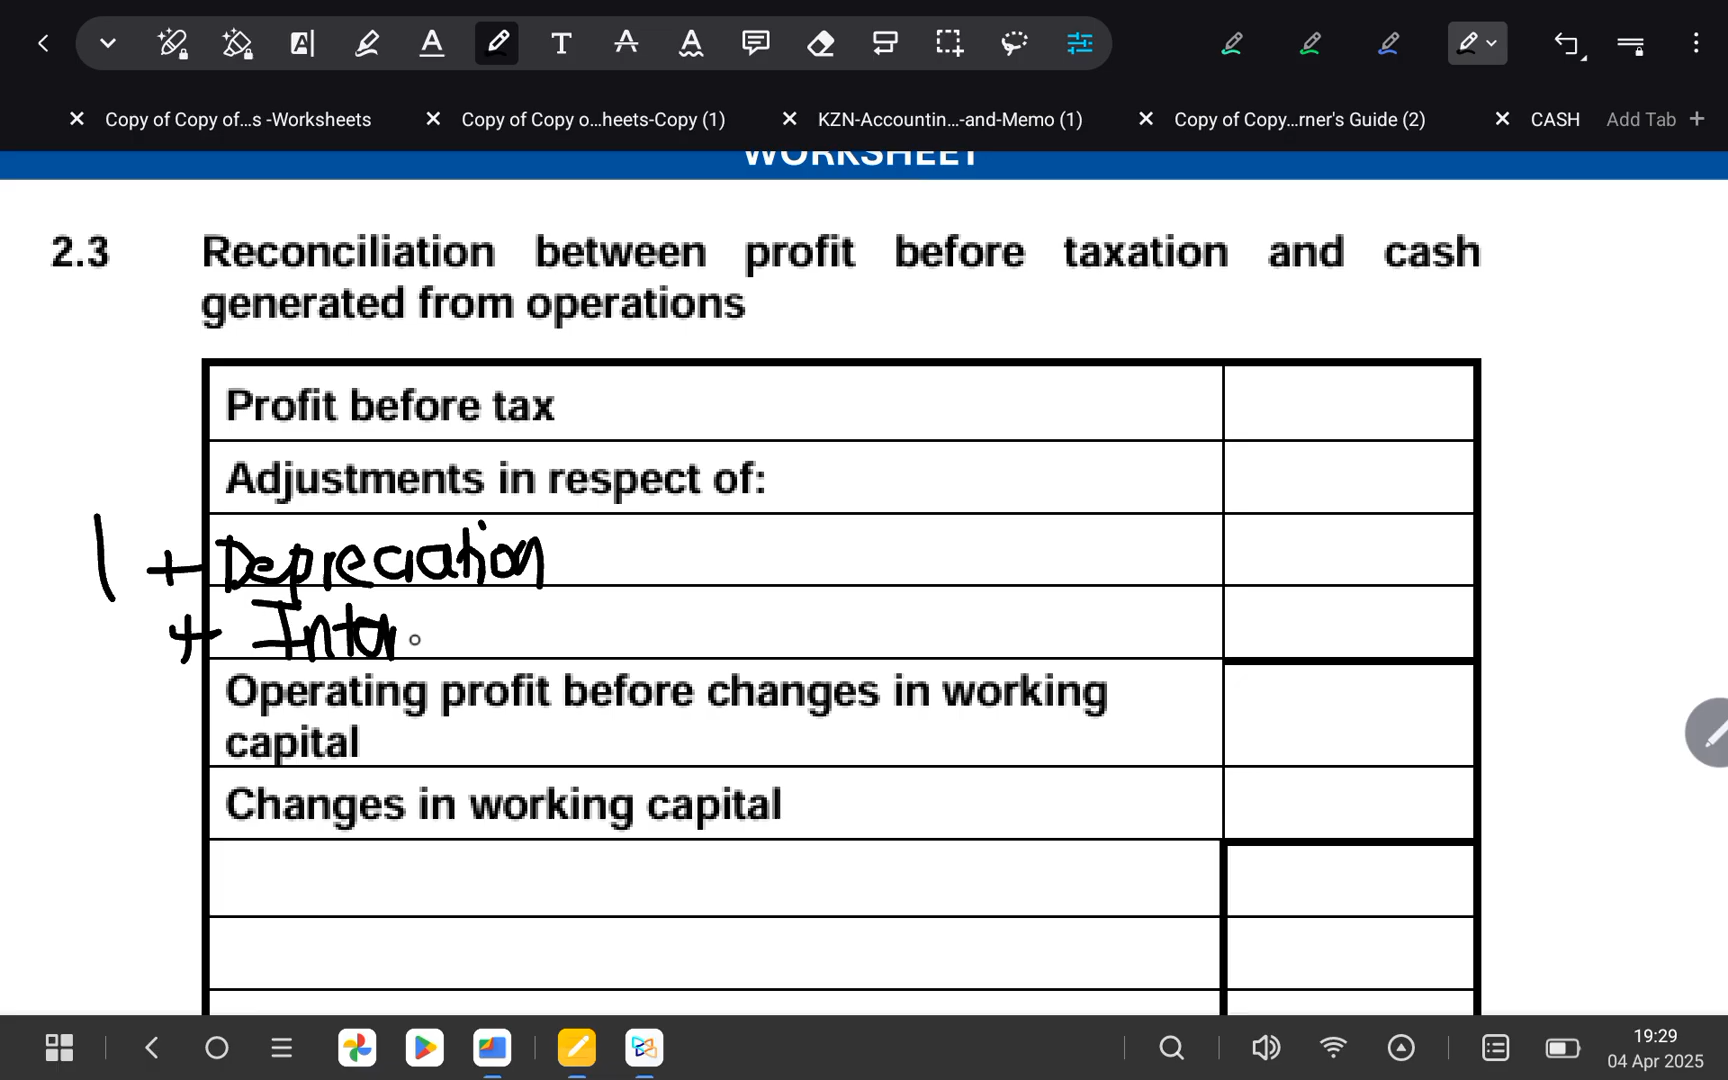 Copy of Copy of...s -Worksheets
Copy of Copy o...heets-Copy (1)
KZN-Accountin...-and-Memo (1)
Copy of Copy...rner's Guide (2)
CASH
Add Tab +
WORKSHEET
2.3 Reconciliation between profit before taxation and cash
generated from operations
Profit before tax
Adjustments in respect of:
1 + Depreciation
+ Inter
Operating profit before changes in working
capital
Changes in working capital
19:29
04 Apr 2025